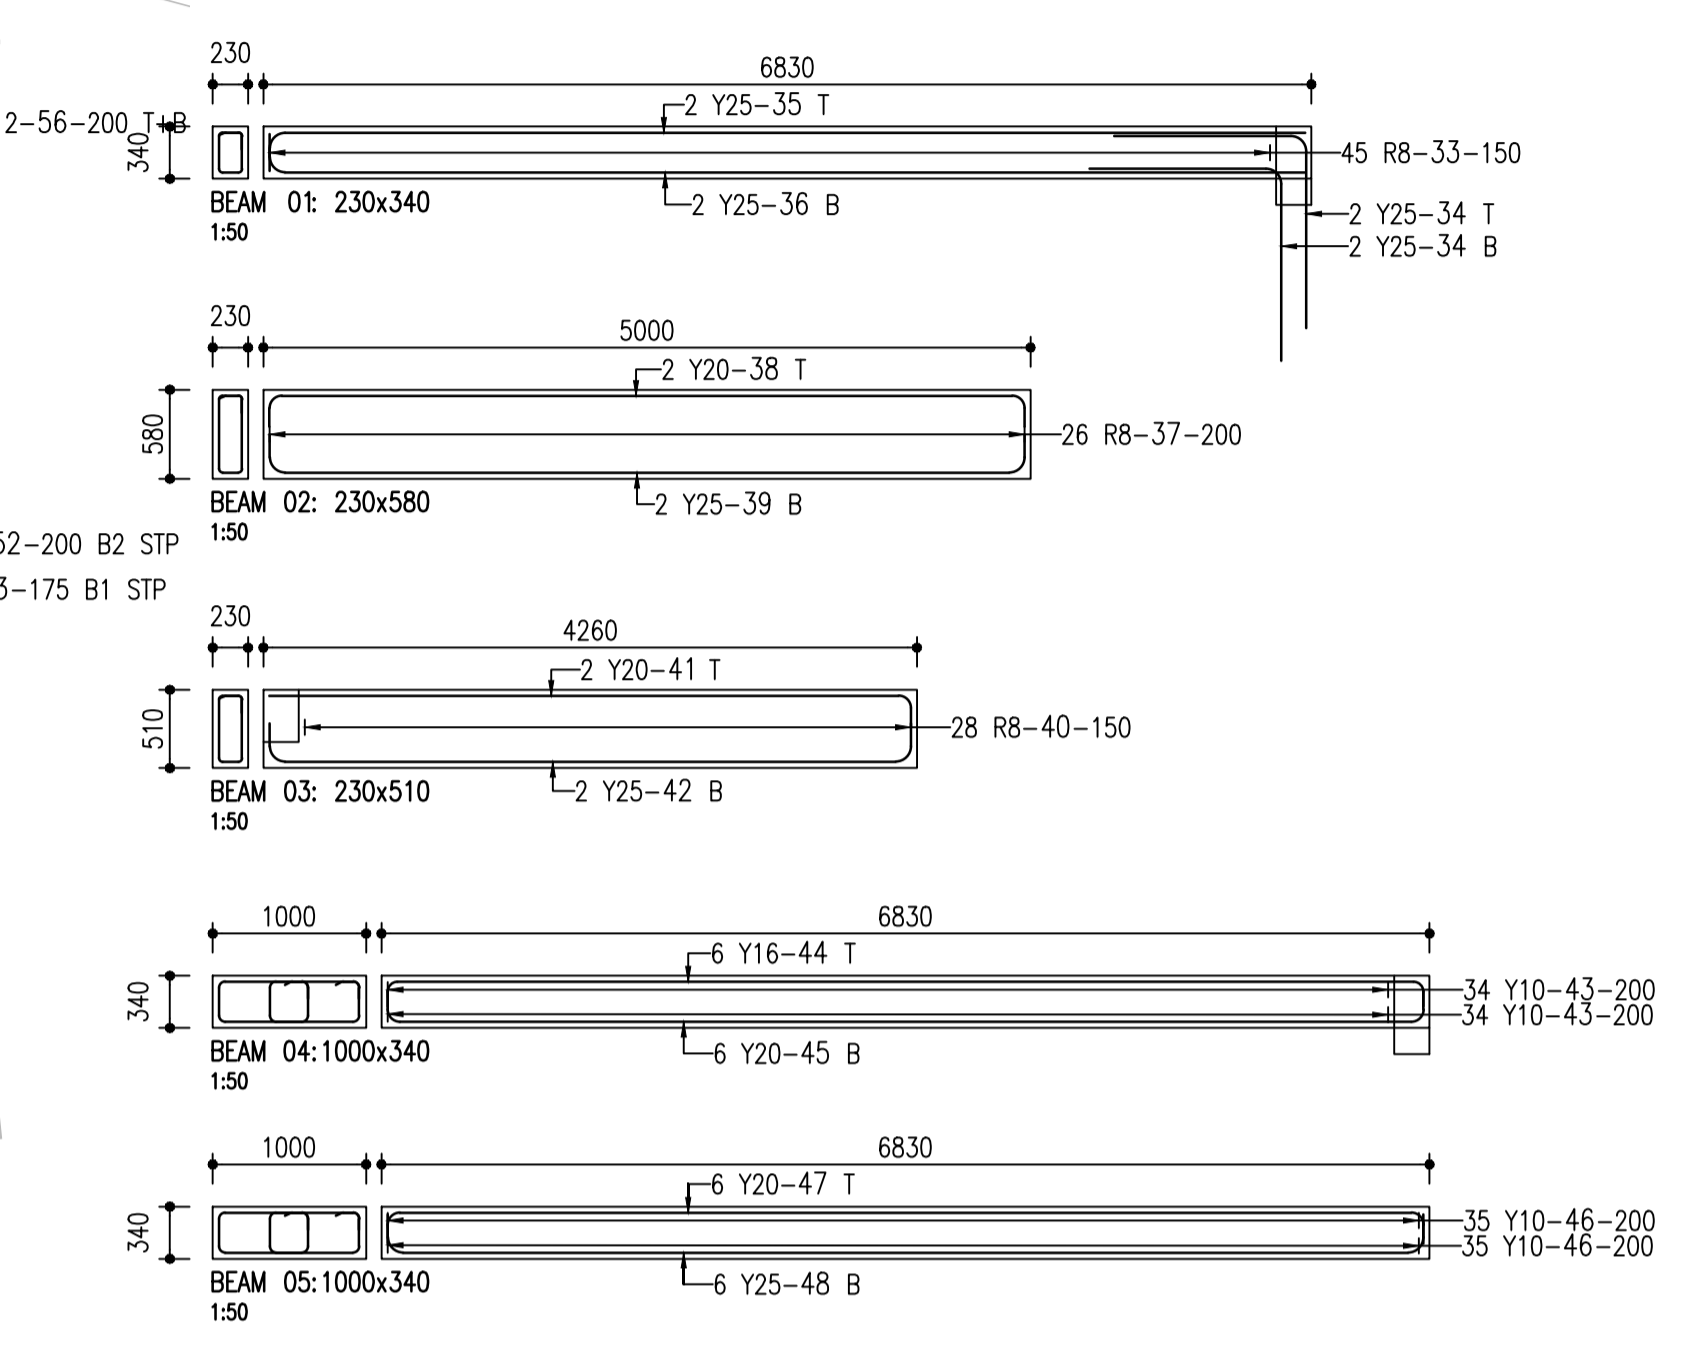 230
6830
2 Y25-35 T
2-56-200 T+B
340
45 R8-33-150
BEAM 01: 230x340
2 Y25-36 B
1:50
2 Y25-34 T
2 Y25-34 B
230
5000
2 Y20-38 T
580
26 R8-37-200
BEAM 02: 230x580
2 Y25-39 B
1:50
52-200 B2 STP
3-175 B1 STP
230
4260
2 Y20-41 T
510
28 R8-40-150
BEAM 03: 230x510
2 Y25-42 B
1:50
1000
6830
6 Y16-44 T
340
34 Y10-43-200
34 Y10-43-200
BEAM 04:1000x340
6 Y20-45 B
1:50
1000
6830
6 Y20-47 T
340
35 Y10-46-200
35 Y10-46-200
BEAM 05:1000x340
6 Y25-48 B
1:50